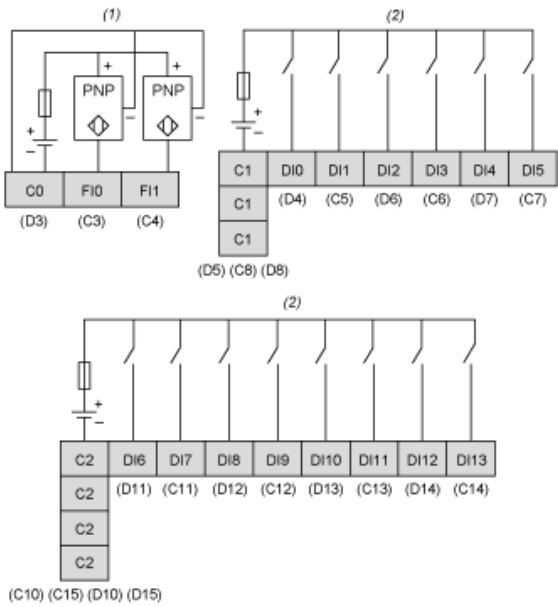 (1)
+ +
PNP PNP
+
−
− −
C0 FI0 FI1
(D3) (C3) (C4)
(2)
+
−
C1 DI0 DI1 DI2 DI3 DI4 DI5
(D4) (C5) (D6) (C6) (D7) (C7)
C1
C1
(D5) (C8) (D8)
(2)
+
−
C2 DI6 DI7 DI8 DI9 DI10 DI11 DI12 DI13
(D11) (C11) (D12) (C12) (D13) (C13) (D14) (C14)
C2
C2
C2
(C10) (C15) (D10) (D15)